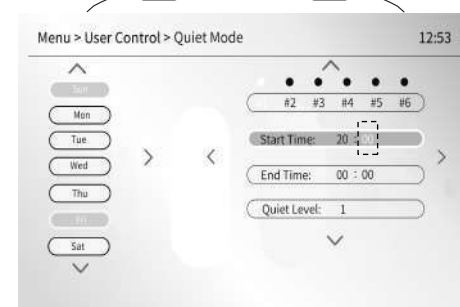 Menu > User Control > Quiet Mode 12:53
Sun
Mon
Tue
Wed
Thu
Fri
Sat
#2 #3 #4 #5 #6
Start Time: 20 : 00
End Time: 00 : 00
Quiet Level: 1